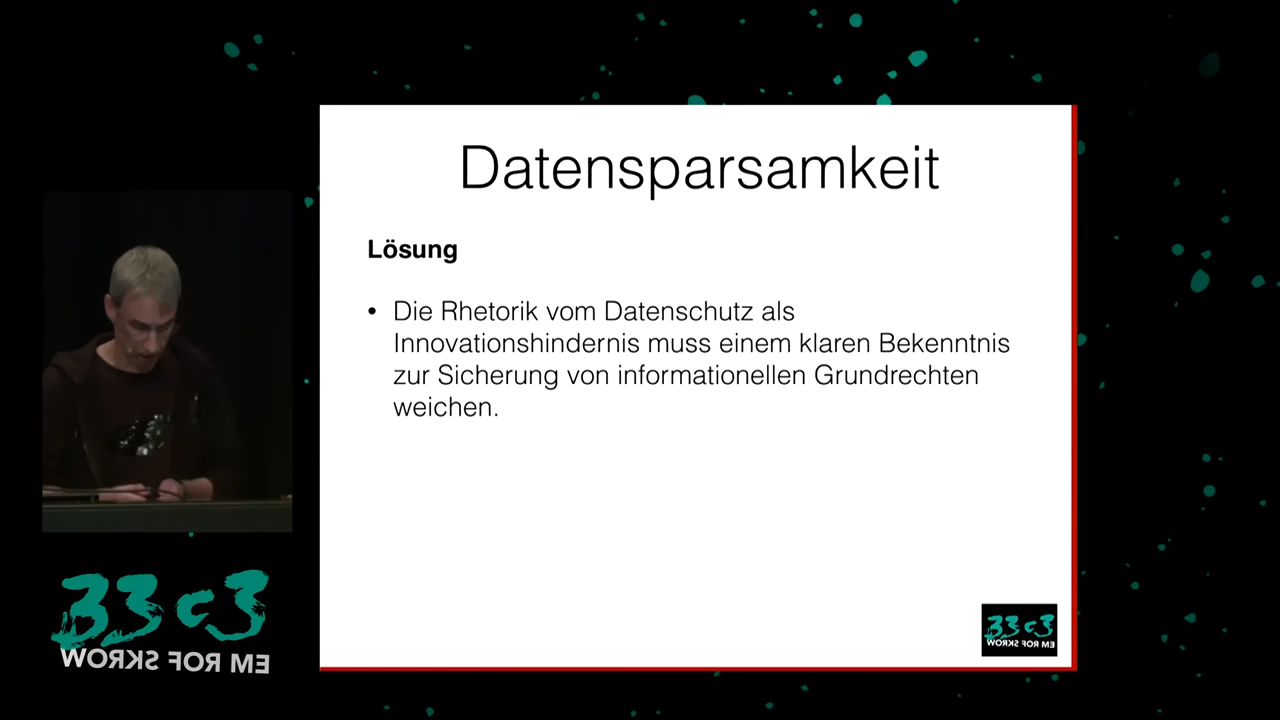 Datensparsamkeit
Lösung
• Die Rhetorik vom Datenschutz als
Innovationshindernis muss einem klaren Bekenntnis
zur Sicherung von informationellen Grundrechten
weichen.
33c3
WORKS FOR ME
33c3
WORKS FOR ME